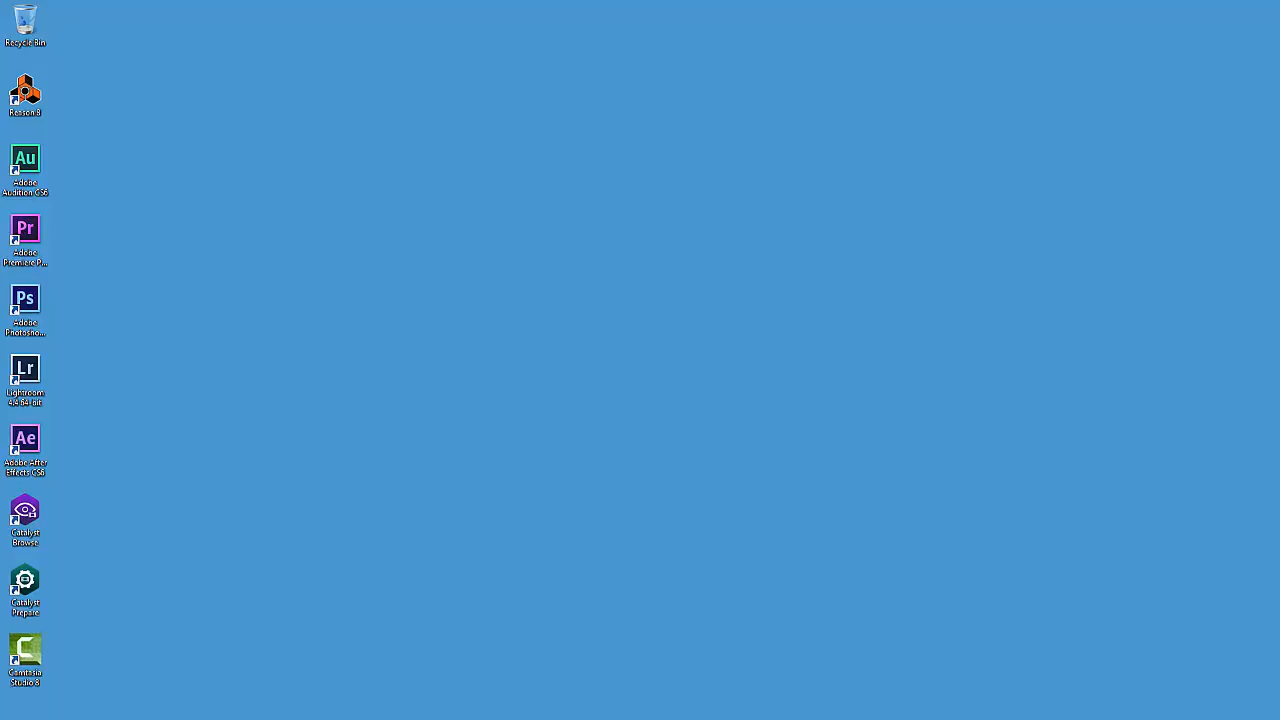 Recycle Bin
Reason 8
Au
Adobe
Audition CS6
Pr
Adobe
Premiere P...
Ps
Adobe
Photosho...
Lr
Lightroom
4.4 64-bit
Ae
Adobe After
Effects CS6
Catalyst
Browse
Catalyst
Prepare
C
Camtasia
Studio 8